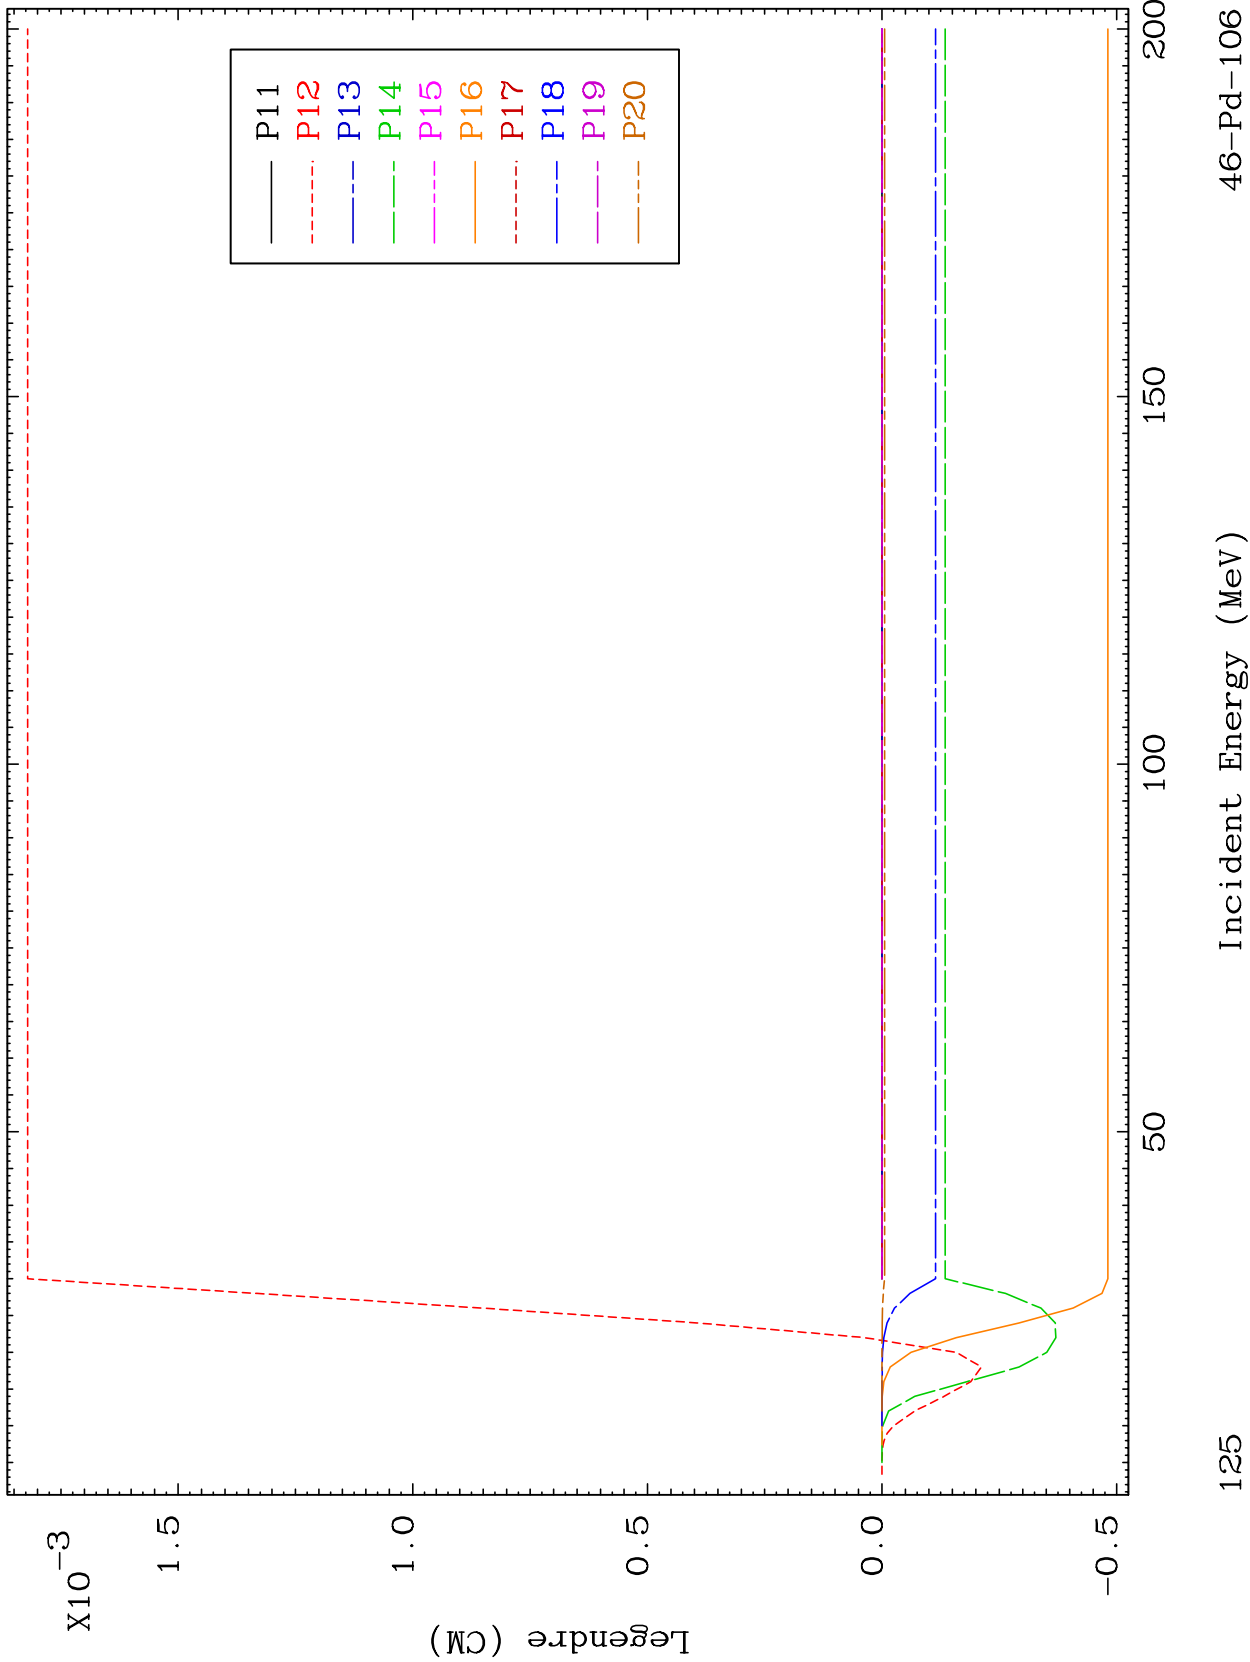 X10-3
1.5
1.0
0.5
0.0
-0.5
Legendre (CM)
P11
P12
P13
P14
P15
P16
P17
P18
P19
P20
50
100
150
200
125
Incident Energy (MeV)
46-Pd-106